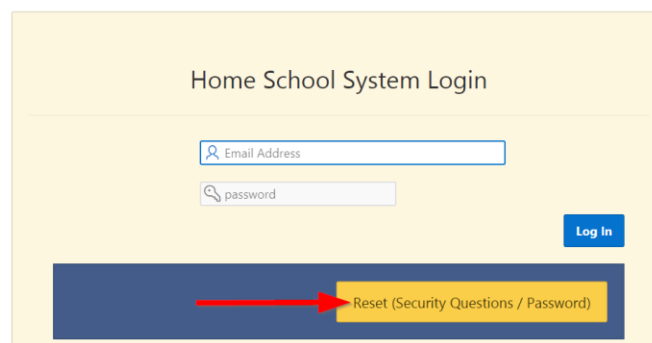 Home School System Login
Email Address
password
Log In
Reset (Security Questions / Password)